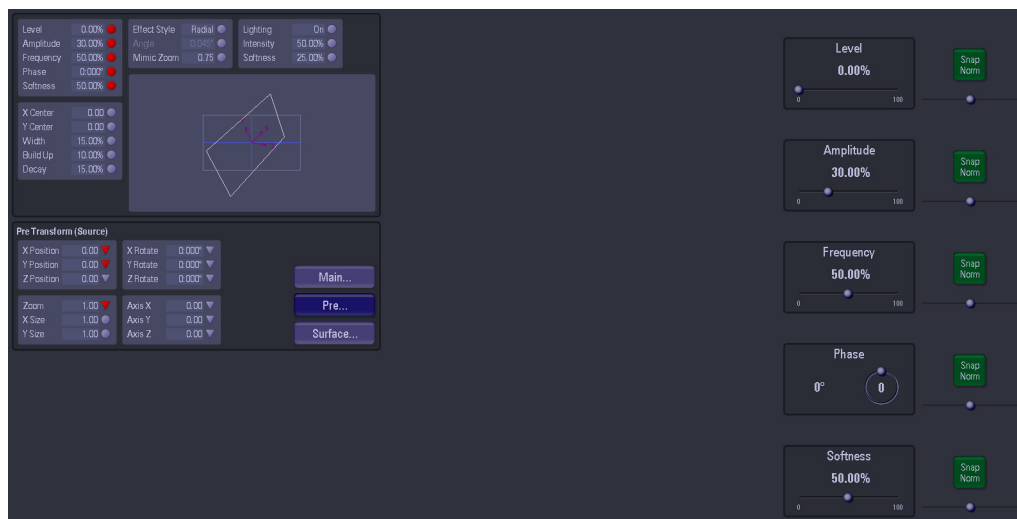 Level 0.00%
Amplitude 30.00%
Frequency 50.00%
Phase 0:000°
Softness 50.00%
Effect Style Radial
Angle 0.045°
Mimic Zoom 0.75
Lighting On
Intensity 50.00%
Softness 25.00%
X Center 0.00
Y Center 0.00
Width 15.00%
Build Up 10.00%
Decay 15.00%
Pre Transform (Source)
X Position 0.00
Y Position 0.00
Z Position 0.00
X Rotate 0:000°
Y Rotate 0:000°
Z Rotate 0:000°
Zoom 1.00
X Size 1.00
Y Size 1.00
Axis X 0.00
Axis Y 0.00
Axis Z 0.00
Main...
Pre...
Surface...
Level
0.00%
0 100
Snap
Norm
Amplitude
30.00%
0 100
Snap
Norm
Frequency
50.00%
0 100
Snap
Norm
Phase
0° 0
Snap
Norm
Softness
50.00%
0 100
Snap
Norm